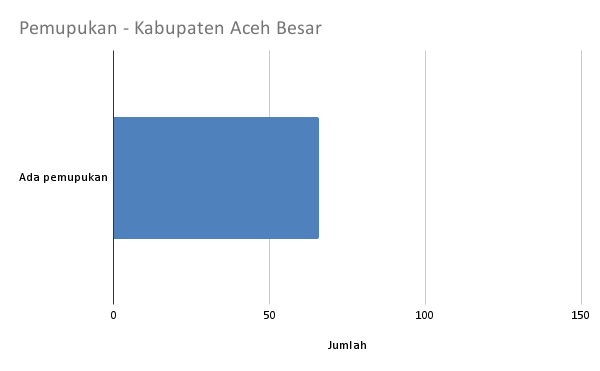 Pemupukan - Kabupaten Aceh Besar
Ada pemupukan
0 50 100 150
Jumlah